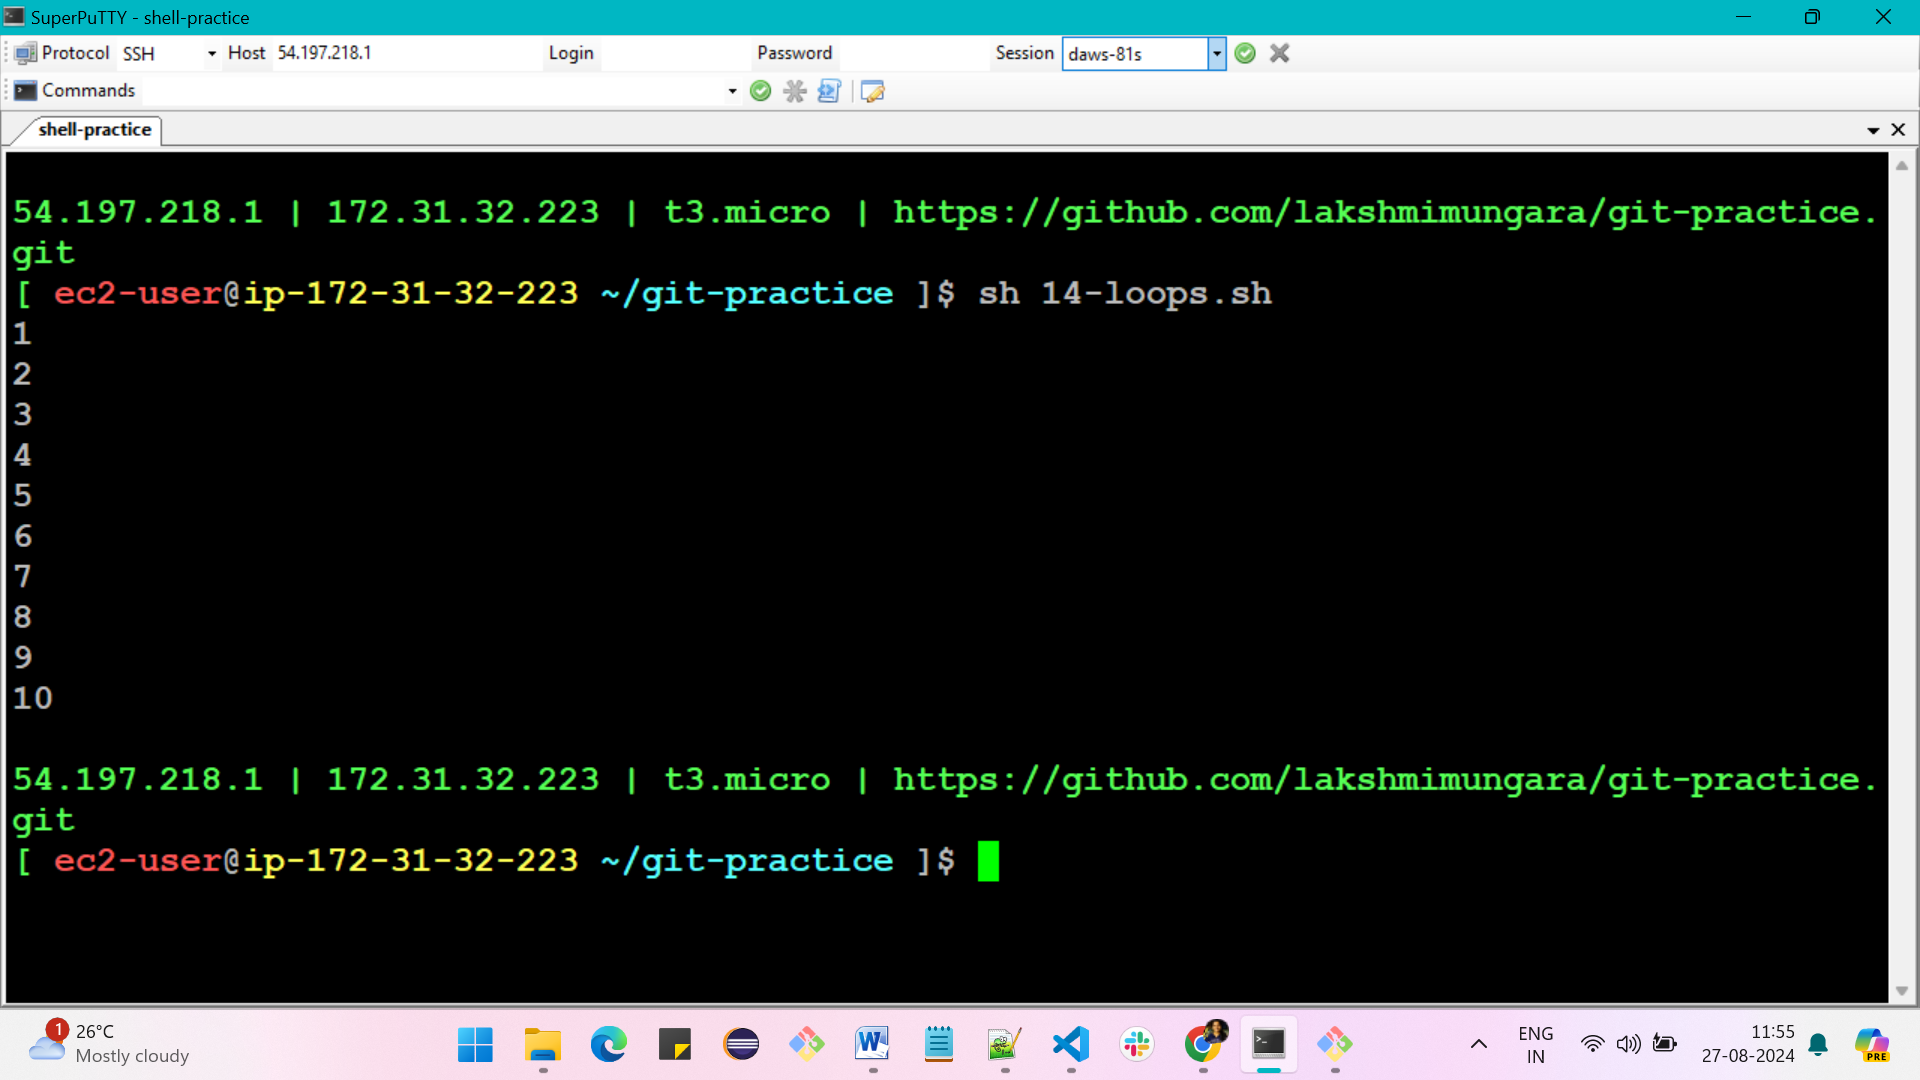 SuperPuTTY - shell-practice
Protocol SSH Host 54.197.218.1 Login Password Session daws-81s
Commands
shell-practice
54.197.218.1 | 172.31.32.223 | t3.micro | https://github.com/lakshmimungara/git-practice.
git
[ ec2-user@ip-172-31-32-223 ~/git-practice ]$ sh 14-loops.sh
1
2
3
4
5
6
7
8
9
10
54.197.218.1 | 172.31.32.223 | t3.micro | https://github.com/lakshmimungara/git-practice.
git
[ ec2-user@ip-172-31-32-223 ~/git-practice ]$
1
26°C
Mostly cloudy
ENG
IN
11:55
27-08-2024
PRE